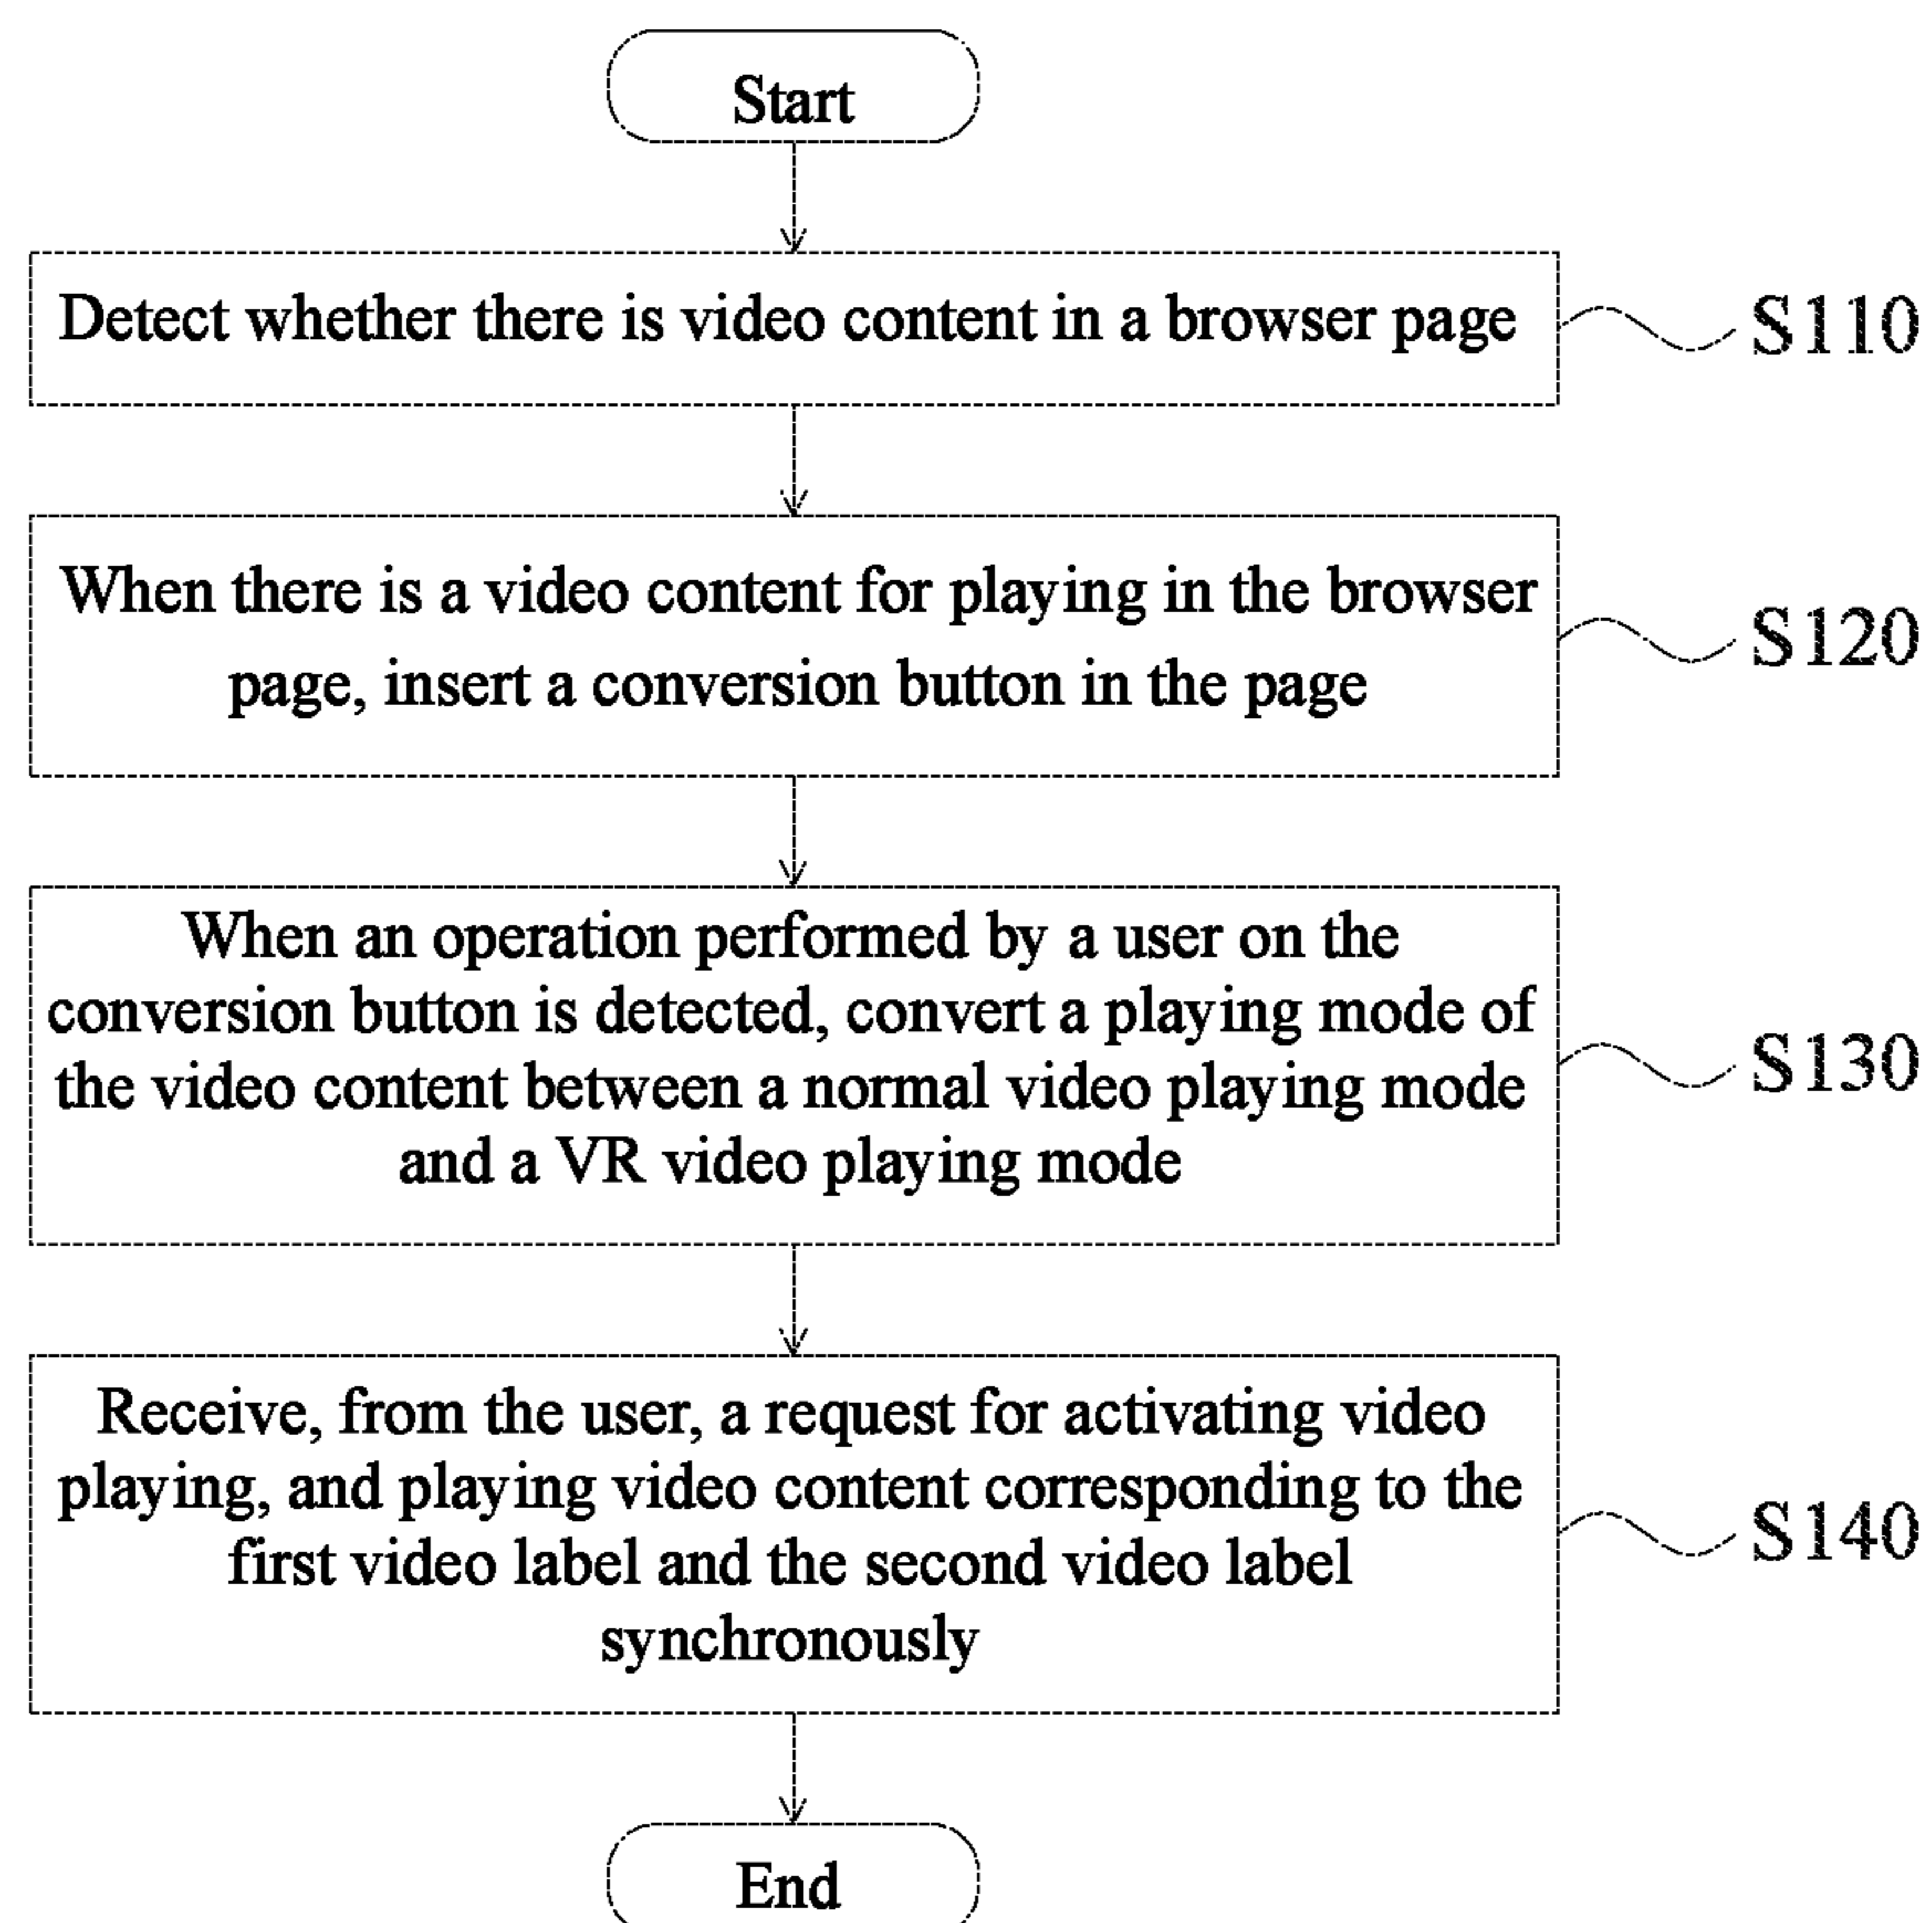 Start
Detect whether there is video content in a browser page
S110
When there is a video content for playing in the browser
page, insert a conversion button in the page
S120
When an operation performed by a user on the
conversion button is detected, convert a playing mode of
the video content between a normal video playing mode
and a VR video playing mode
S130
Receive, from the user, a request for activating video
playing, and playing video content corresponding to the
first video label and the second video label
synchronously
S140
End